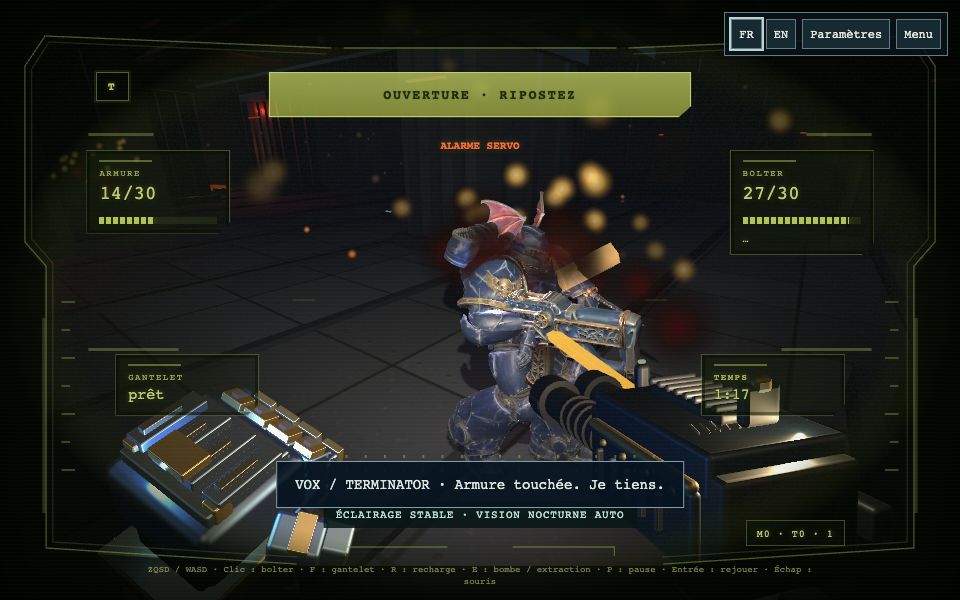 FR EN Paramètres Menu
T
OUVERTURE · RIPOSTEZ
ALARME SERVO
ARMURE
14/30
BOLTER
27/30
…
GANTELET
prêt
TEMPS
1:17
VOX / TERMINATOR · Armure touchée. Je tiens.
ÉCLAIRAGE STABLE · VISION NOCTURNE AUTO
M0 · T0 · 1
ZQSD / WASD · Clic : bolter · F : gantelet · R : recharge · E : bombe / extraction · P : pause · Entrée : rejouer · Échap :
souris